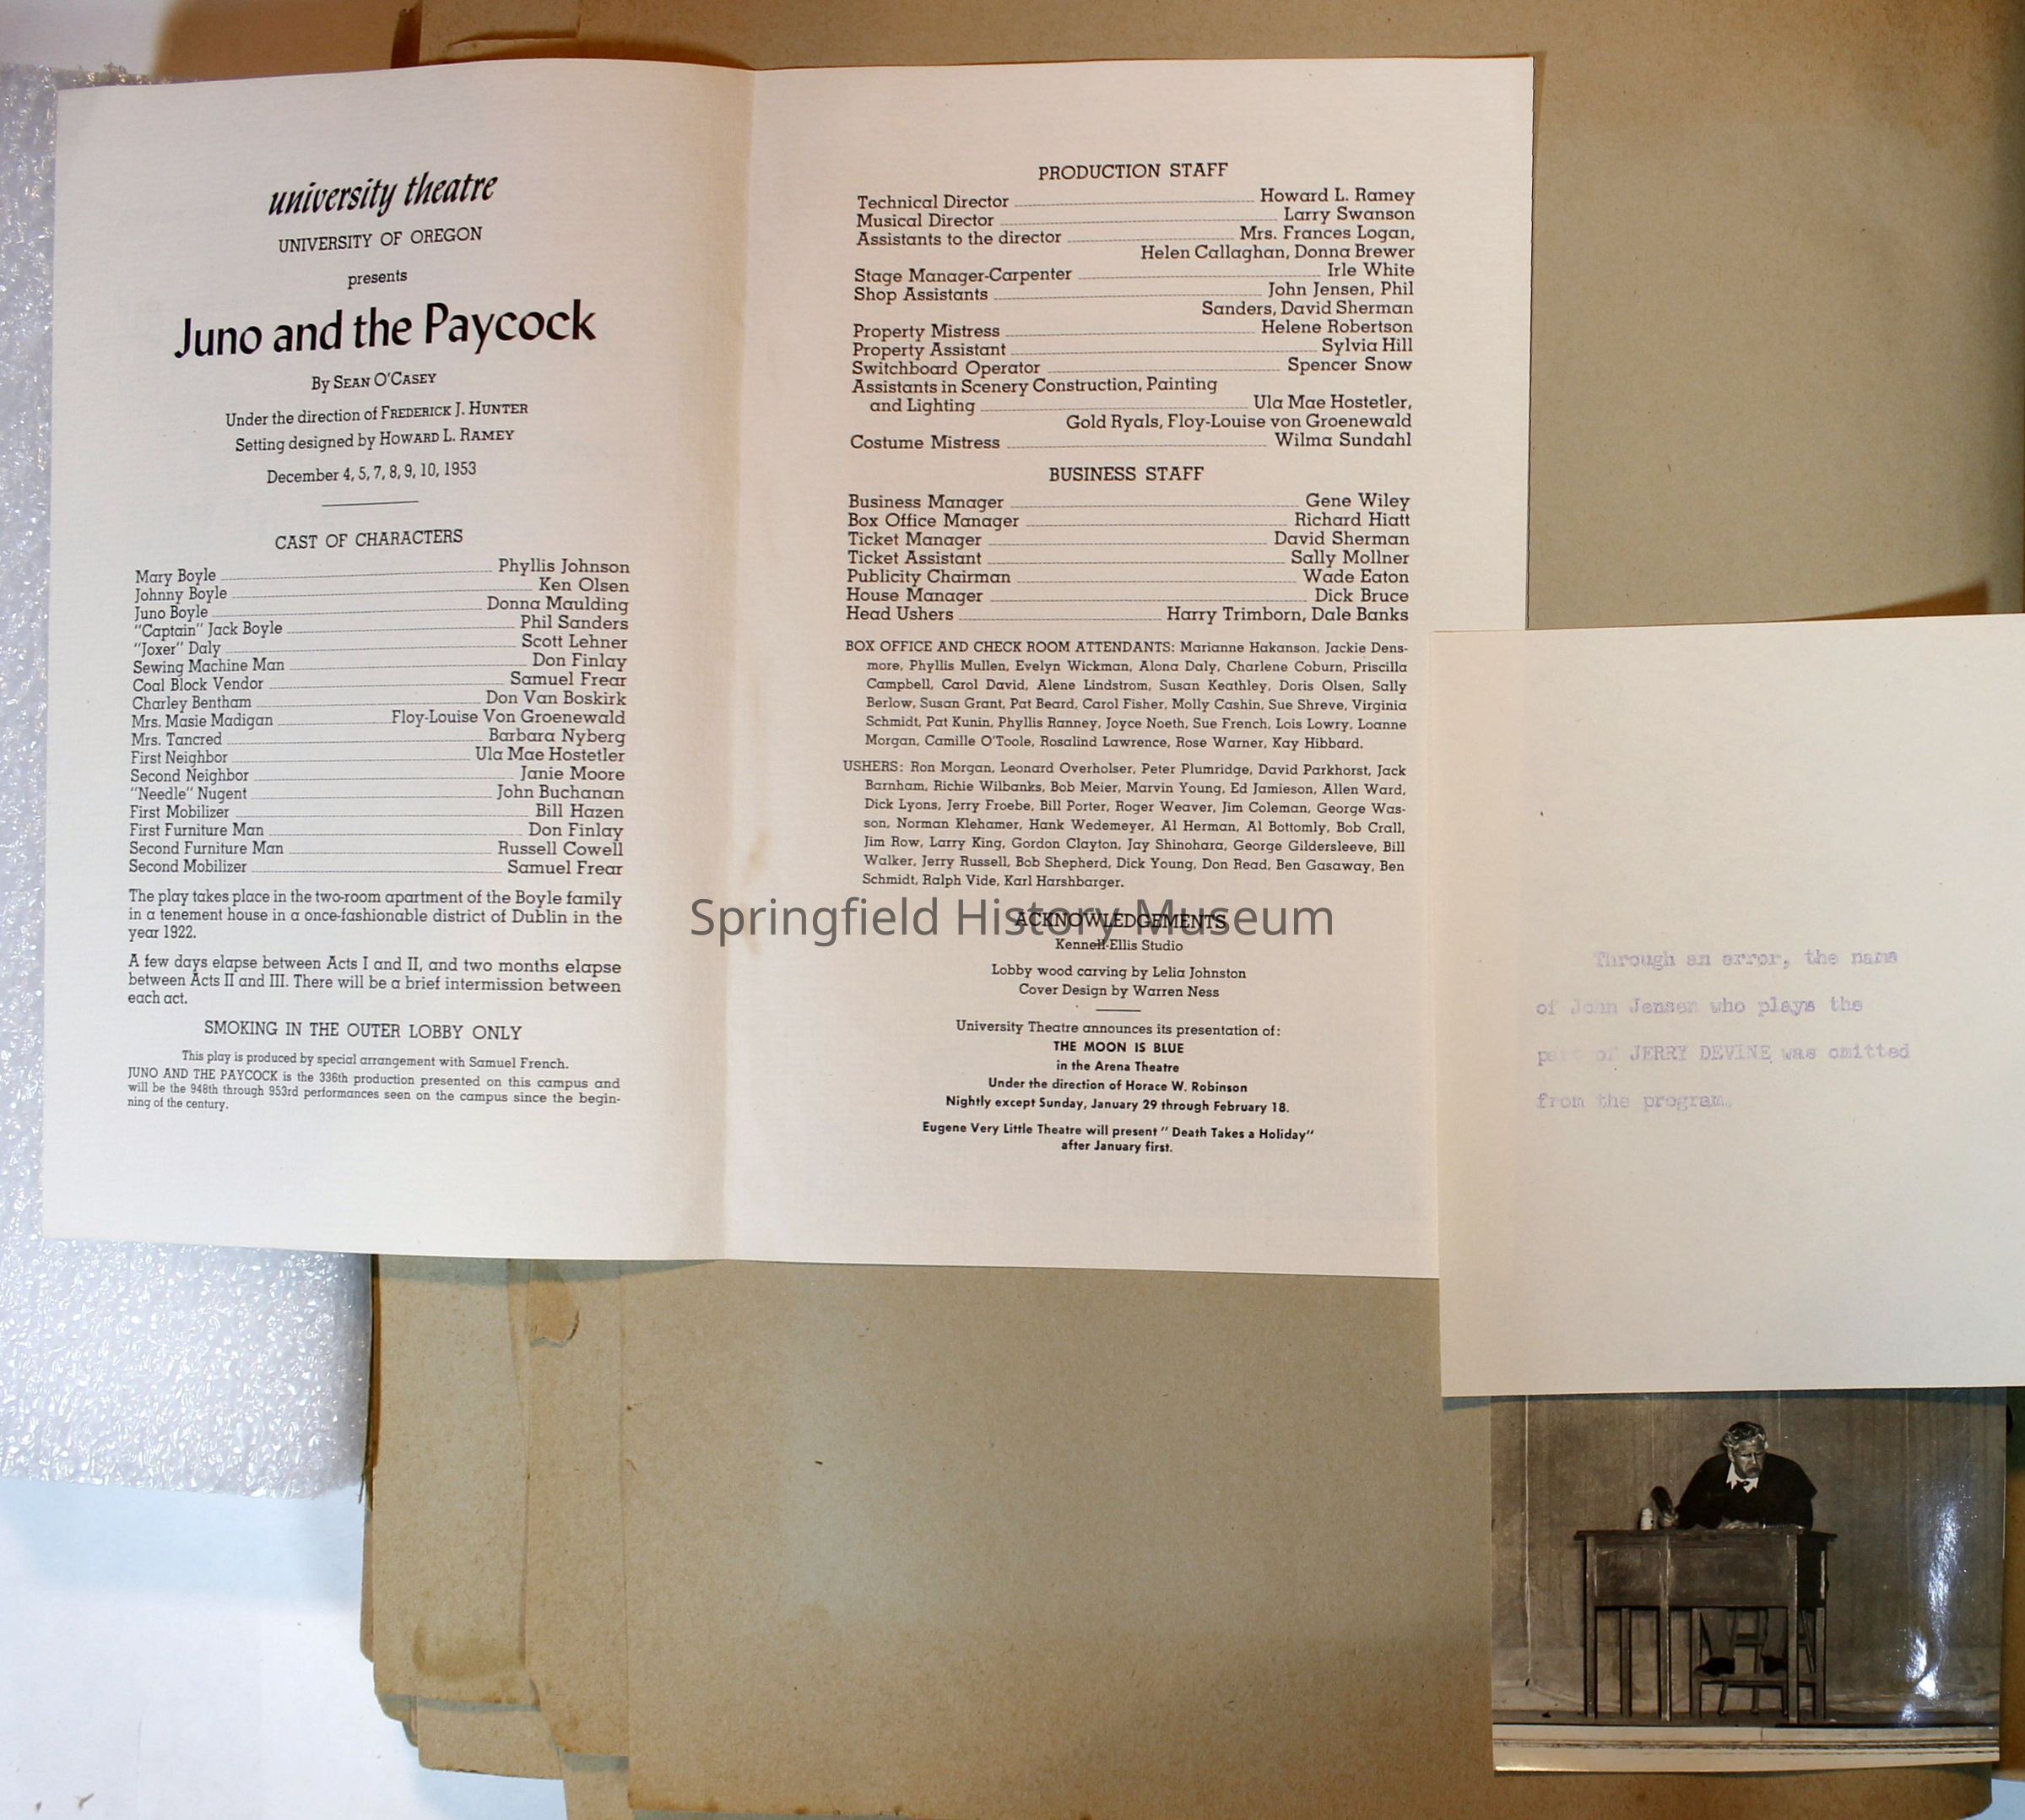 university theatre
UNIVERSITY OF OREGON
presents
Juno and the Paycock
By SEAN O'CASEY
Under the direction of FREDERICK J. HUNTER
Setting designed by HOWARD L. RAMEY
December 4, 5, 7, 8, 9, 10, 1953
CAST OF CHARACTERS
Mary Boyle Phyllis Johnson
Johnny Boyle Ken Olsen
Juno Boyle Donna Maulding
"Captain" Jack Boyle Phil Sanders
"Joxer" Daly Scott Lehner
Sewing Machine Man Don Finlay
Coal Block Vendor Samuel Frear
Charley Bentham Don Van Boskirk
Mrs. Masie Madigan Floy-Louise Von Groenewald
Mrs. Tancred Barbara Nyberg
First Neighbor Ula Mae Hostetler
Second Neighbor Janie Moore
"Needle" Nugent John Buchanan
First Mobilizer Bill Hazen
First Furniture Man Don Finlay
Second Furniture Man Russell Cowell
Second Mobilizer Samuel Frear
The play takes place in the two-room apartment of the Boyle family
in a tenement house in a once-fashionable district of Dublin in the
year 1922.
A few days elapse between Acts I and II, and two months elapse
between Acts II and III. There will be a brief intermission between
each act.
SMOKING IN THE OUTER LOBBY ONLY
This play is produced by special arrangement with Samuel French.
JUNO AND THE PAYCOCK is the 336th production presented on this campus and
will be the 948th through 953rd performances seen on the campus since the begin-
ning of the century.
PRODUCTION STAFF
Technical Director Howard L. Ramey
Musical Director Larry Swanson
Assistants to the director Mrs. Frances Logan,
Helen Callaghan, Donna Brewer
Stage Manager-Carpenter Irle White
Shop Assistants John Jensen, Phil
Sanders, David Sherman
Property Mistress Helene Robertson
Property Assistant Sylvia Hill
Switchboard Operator Spencer Snow
Assistants in Scenery Construction, Painting
and Lighting Ula Mae Hostetler,
Gold Ryals, Floy-Louise von Groenewald
Costume Mistress Wilma Sundahl
BUSINESS STAFF
Business Manager Gene Wiley
Box Office Manager Richard Hiatt
Ticket Manager David Sherman
Ticket Assistant Sally Mollner
Publicity Chairman Wade Eaton
House Manager Dick Bruce
Head Ushers Harry Trimborn, Dale Banks
BOX OFFICE AND CHECK ROOM ATTENDANTS: Marianne Hakanson, Jackie Dens-
more, Phyllis Mullen, Evelyn Wickman, Alona Daly, Charlene Coburn, Priscilla
Campbell, Carol David, Alene Lindstrom, Susan Keathley, Doris Olsen, Sally
Berlow, Susan Grant, Pat Beard, Carol Fisher, Molly Cashin, Sue Shreve, Virginia
Schmidt, Pat Kunin, Phyllis Ranney, Joyce Noeth, Sue French, Lois Lowry, Loanne
Morgan, Camille O'Toole, Rosalind Lawrence, Rose Warner, Kay Hibbard.
USHERS: Ron Morgan, Leonard Overholser, Peter Plumridge, David Parkhorst, Jack
Barnham, Richie Wilbanks, Bob Meier, Marvin Young, Ed Jamieson, Allen Ward,
Dick Lyons, Jerry Froebe, Bill Porter, Roger Weaver, Jim Coleman, George Was-
son, Norman Klehamer, Hank Wedemeyer, Al Herman, Al Bottomly, Bob Crall,
Jim Row, Larry King, Gordon Clayton, Jay Shinohara, George Gildersleeve, Bill
Walker, Jerry Russell, Bob Shepherd, Dick Young, Don Read, Ben Gasaway, Ben
Schmidt, Ralph Vide, Karl Harshbarger.
Springfield History Museum
ACKNOWLEDGEMENTS
Kennell-Ellis Studio
Lobby wood carving by Lelia Johnston
Cover Design by Warren Ness
University Theatre announces its presentation of:
THE MOON IS BLUE
in the Arena Theatre
Under the direction of Horace W. Robinson
Nightly except Sunday, January 29 through February 18.
Eugene Very Little Theatre will present "Death Takes a Holiday"
after January first.
Through an error, the name
of John Jensen who plays the
part of JERRY DEVINE was omitted
from the program.